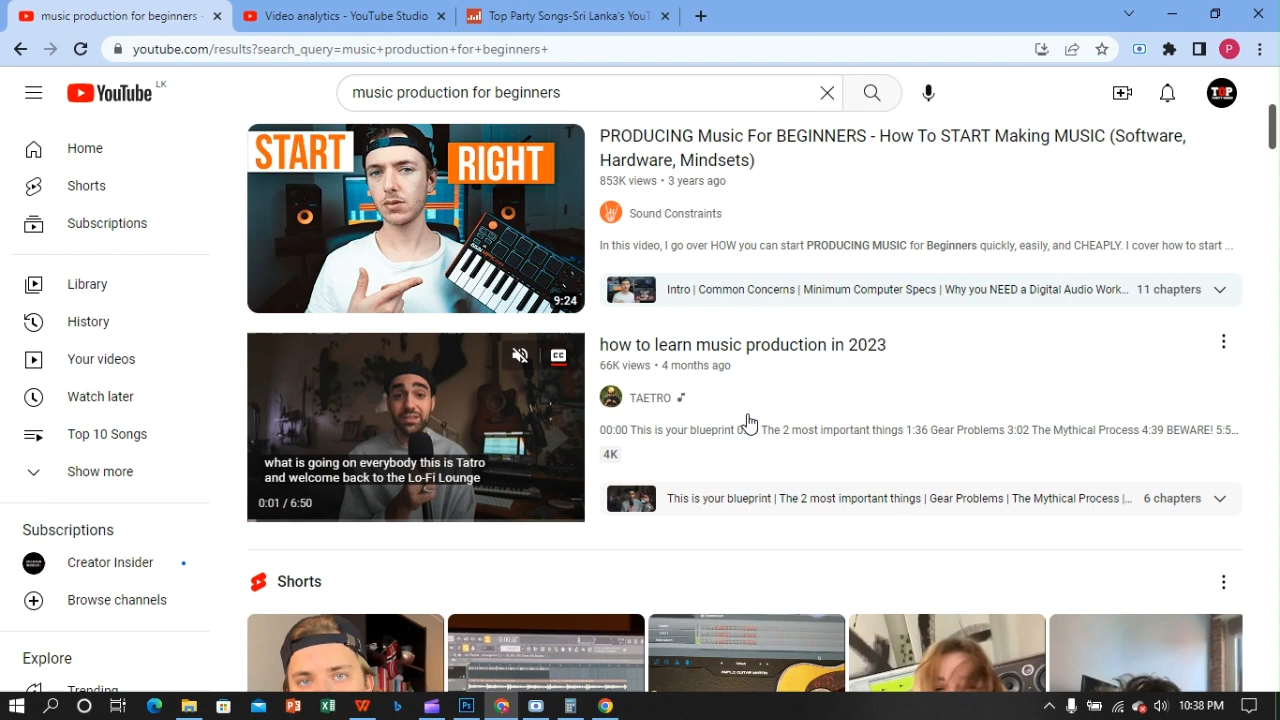 music production for beginners -
Video analytics - YouTube Studio
Top Party Songs-Sri Lanka's YouT
youtube.com/results?search_query=music+production+for+beginners+
P
YouTube LK
music production for beginners
TOP
Home
Shorts
Subscriptions
Library
History
Your videos
Watch later
Top 10 Songs
Show more
Subscriptions
Creator Insider
Browse channels
Explore
Trending
START
RIGHT
9:24
PRODUCING Music For BEGINNERS - How To START Making MUSIC (Software,
Hardware, Mindsets)
853K views • 3 years ago
Sound Constraints
In this video, I go over HOW you can start PRODUCING MUSIC for Beginners quickly, easily, and CHEAPLY. I cover how to start ...
Intro | Common Concerns | Minimum Computer Specs | Why you NEED a Digital Audio Work... 11 chapters
CC
what is going on everybody this is Tatro
and welcome back to the Lo-Fi Lounge
0:01 / 6:50
how to learn music production in 2023
66K views • 4 months ago
TAETRO
00:00 This is your blueprint The 2 most important things 1:36 Gear Problems 3:02 The Mythical Process 4:39 BEWARE! 5:5...
4K
This is your blueprint | The 2 most important things | Gear Problems | The Mythical Process |... 6 chapters
Shorts
10:38 PM